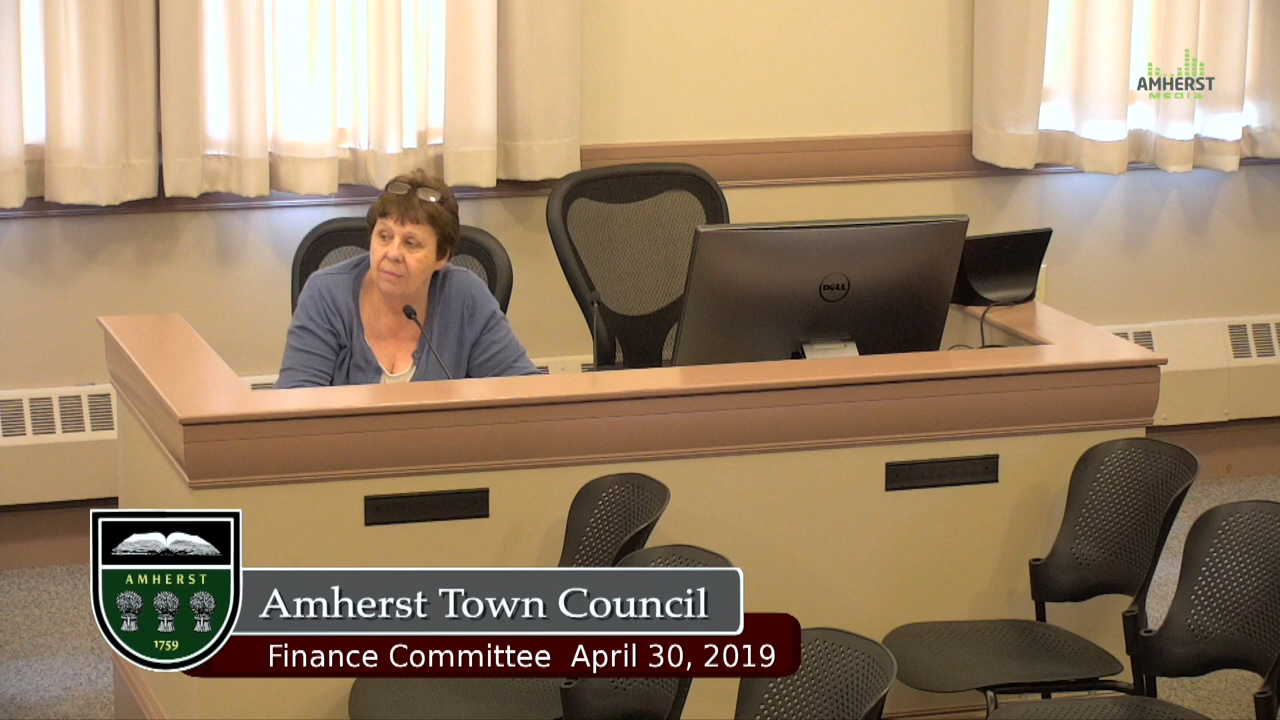 AMHERST
MEDIA
DELL
AMHERST
1759
Amherst Town Council
Finance Committee April 30, 2019